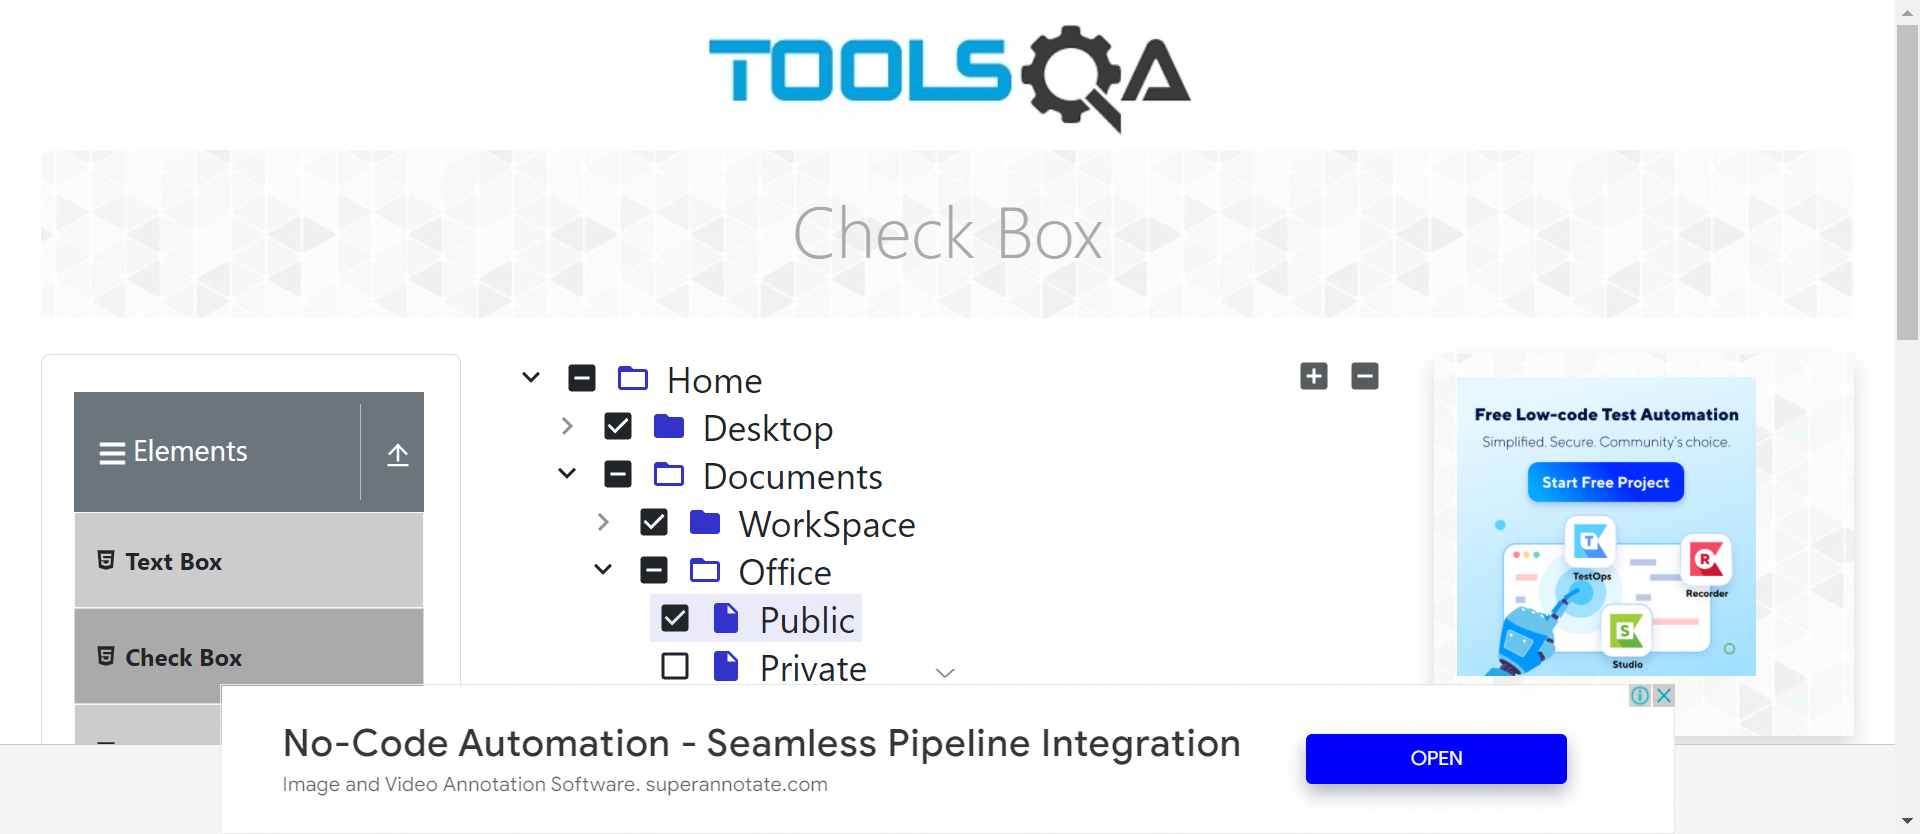 TOOLSQA
Check Box
Home
Desktop
Documents
WorkSpace
Office
Public
Private
Elements
Text Box
Check Box
Free Low-code Test Automation
Simplified. Secure. Community's choice.
Start Free Project
TestOps
Recorder
Studio
No-Code Automation - Seamless Pipeline Integration
Image and Video Annotation Software. superannotate.com
OPEN